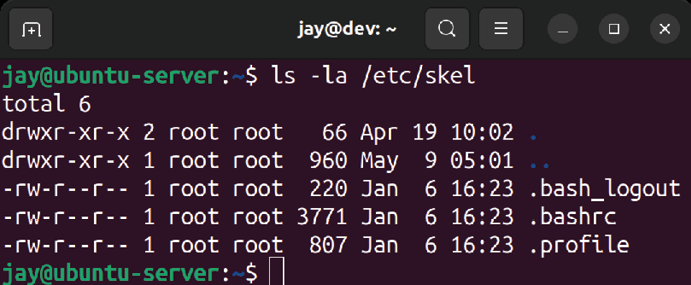 jay@dev: ~
jay@ubuntu-server:~$ ls -la /etc/skel
total 6
drwxr-xr-x 2 root root   66 Apr 19 10:02 .
drwxr-xr-x 1 root root  960 May  9 05:01 ..
-rw-r--r-- 1 root root  220 Jan  6 16:23 .bash_logout
-rw-r--r-- 1 root root 3771 Jan  6 16:23 .bashrc
-rw-r--r-- 1 root root  807 Jan  6 16:23 .profile
jay@ubuntu-server:~$